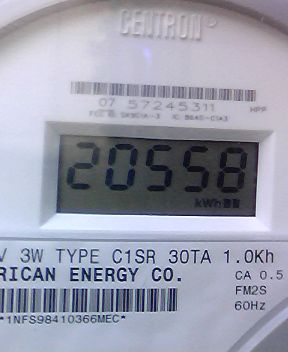 CENTRON®
07 57245311 HPP
20558
kWh
V 3W TYPE C1SR 30TA 1.0Kh
RICAN ENERGY CO.
CA 0.5
FM2S
60Hz
*1NFS98410366MEC*